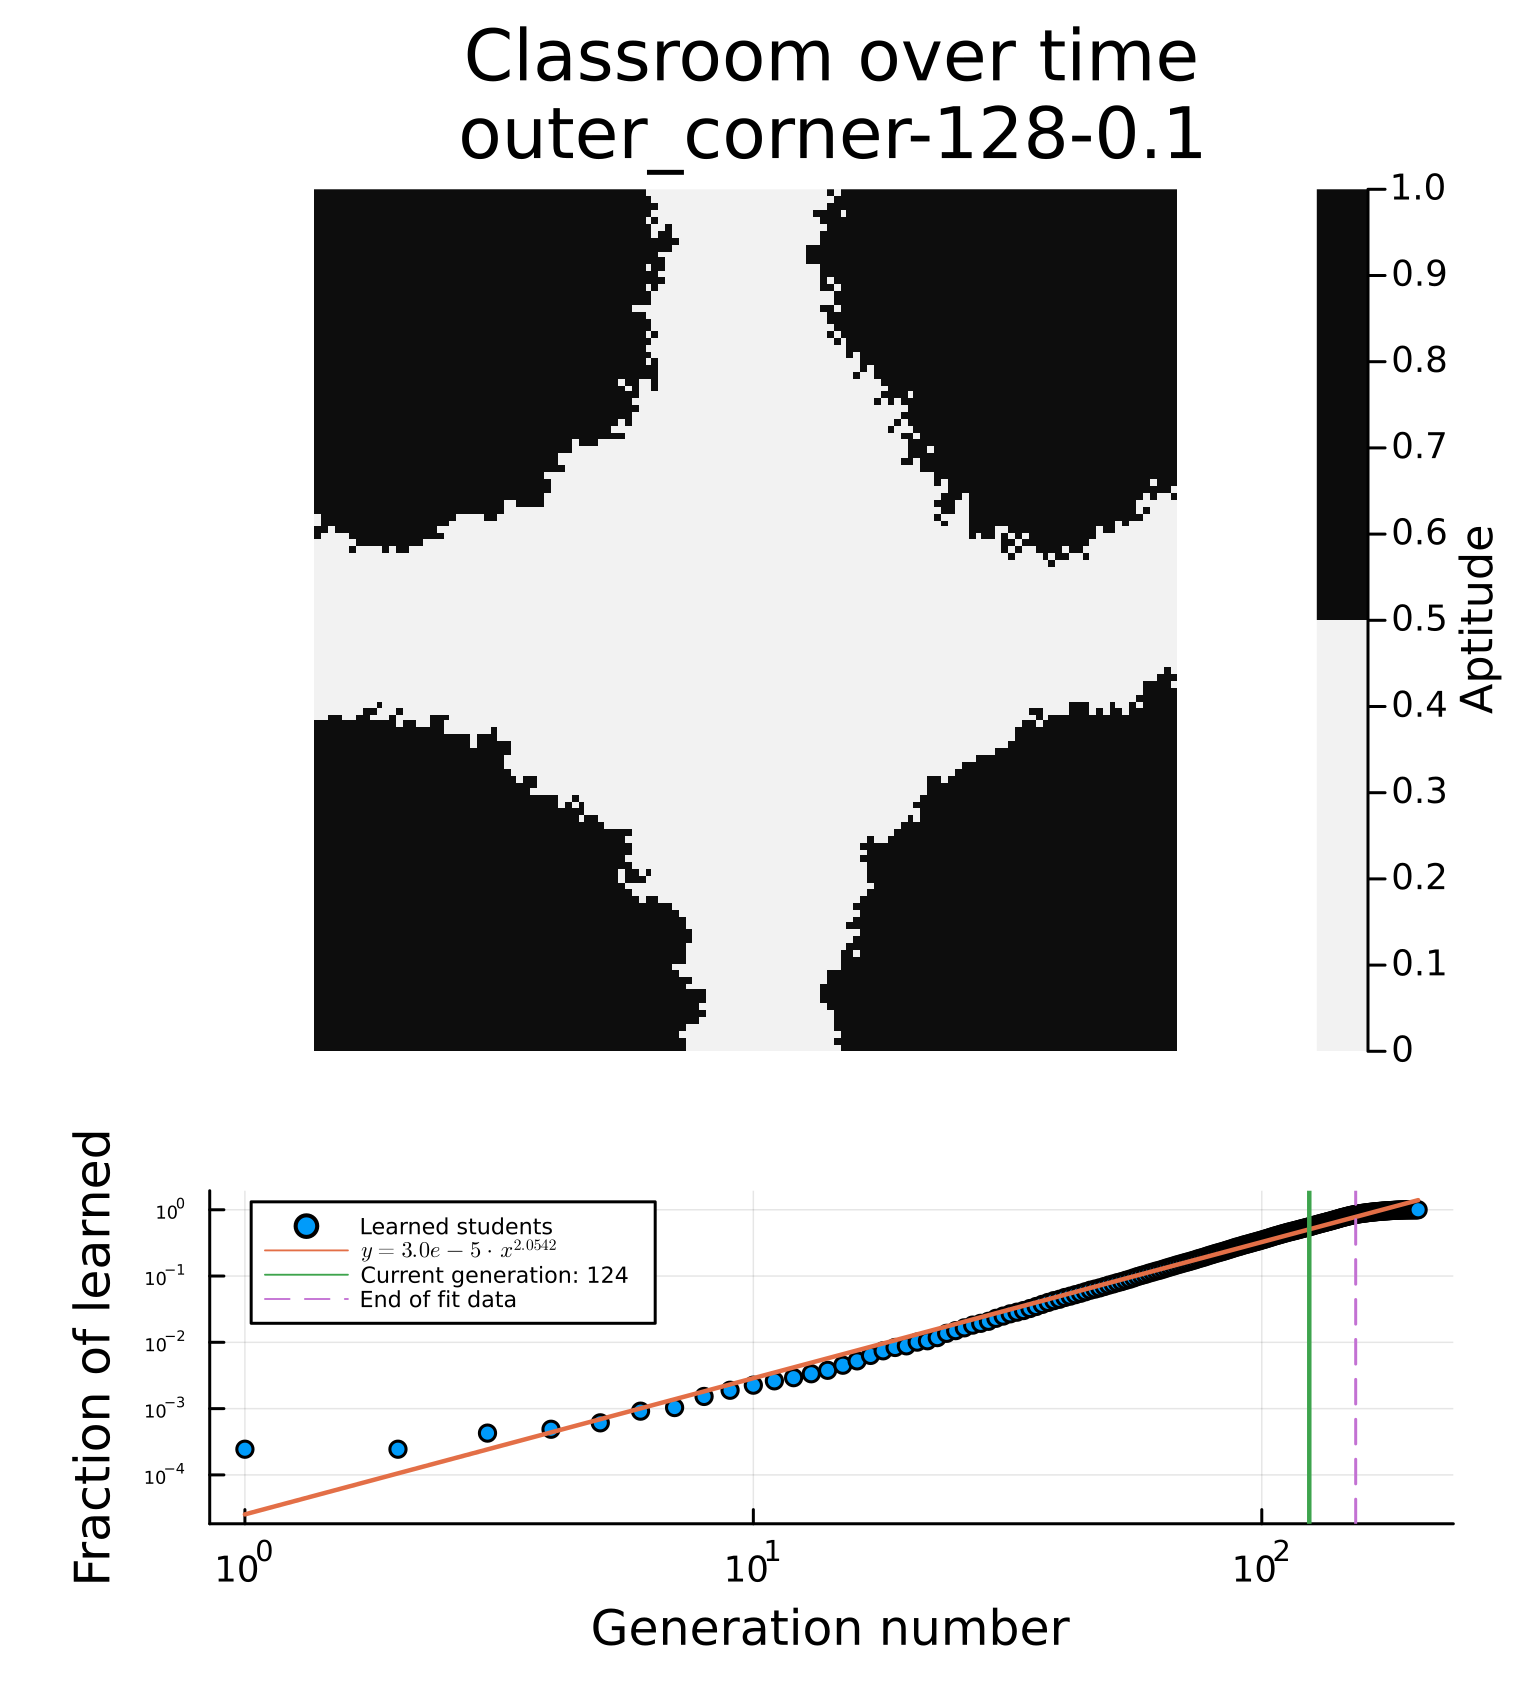 Classroom over time
outer_corner-128-0.1
1.0
0.9
0.8
0.7
0.6
0.5
0.4
0.3
0.2
0.1
0
Aptitude
Fraction of learned
10⁰
10⁻¹
10⁻²
10⁻³
10⁻⁴
Learned students
y = 3.0e − 5 · x^2.0542
Current generation: 124
End of fit data
10⁰ 10¹ 10²
Generation number